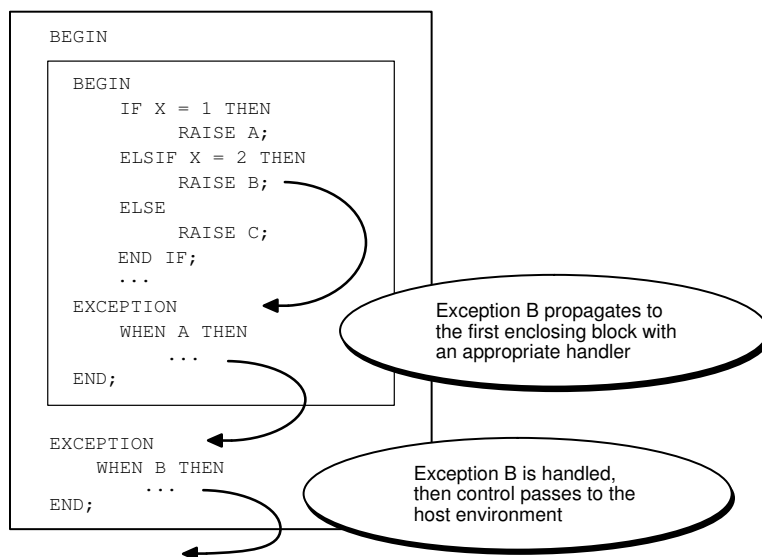 BEGIN
BEGIN
IF X = 1 THEN
RAISE A;
ELSIF X = 2 THEN
RAISE B;
ELSE
RAISE C;
END IF;
...
EXCEPTION
WHEN A THEN
...
END;
Exception B propagates to
the first enclosing block with
an appropriate handler
EXCEPTION
WHEN B THEN
...
END;
Exception B is handled,
then control passes to the
host environment